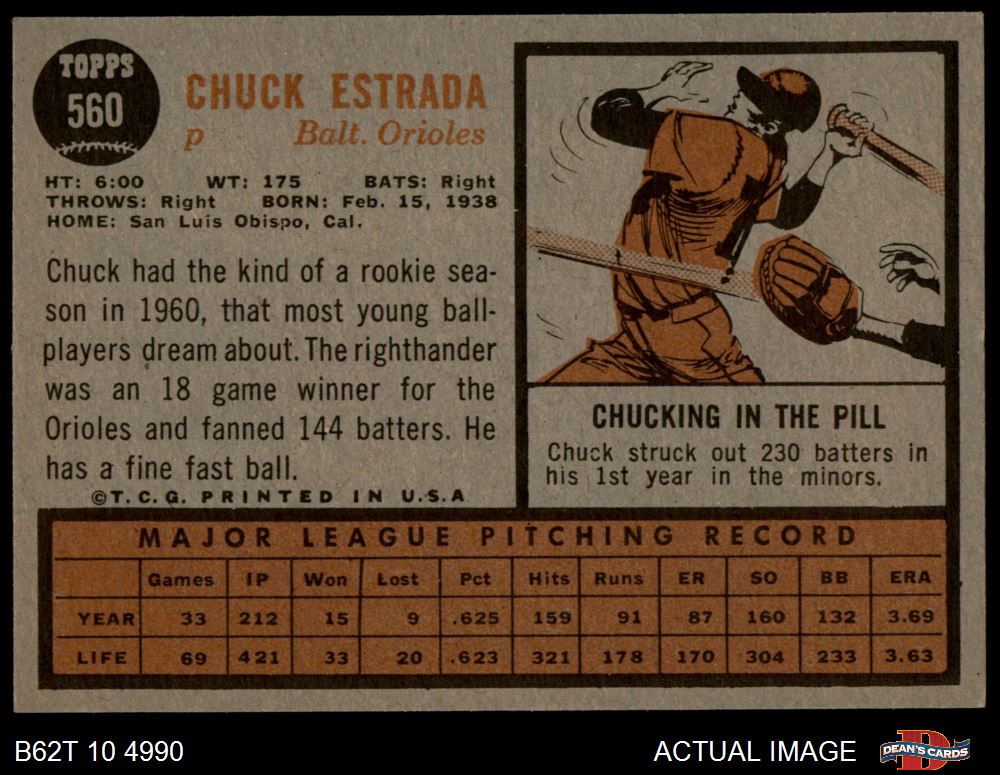 TOPPS
560
CHUCK ESTRADA
p Balt. Orioles
HT: 6:00 WT: 175 BATS: Right
THROWS: Right BORN: Feb. 15, 1938
HOME: San Luis Obispo, Cal.
Chuck had the kind of a rookie sea-
son in 1960, that most young ball-
players dream about. The righthander
was an 18 game winner for the
Orioles and fanned 144 batters. He
has a fine fast ball.
©T.C.G. PRINTED IN U.S.A
CHUCKING IN THE PILL
Chuck struck out 230 batters in
his 1st year in the minors.
MAJOR LEAGUE PITCHING RECORD
Games IP Won Lost Pct Hits Runs ER SO BB ERA
YEAR 33 212 15 9 .625 159 91 87 160 132 3.69
LIFE 69 421 33 20 .623 321 178 170 304 233 3.63
B62T 10 4990 ACTUAL IMAGE DEAN'S CARDS